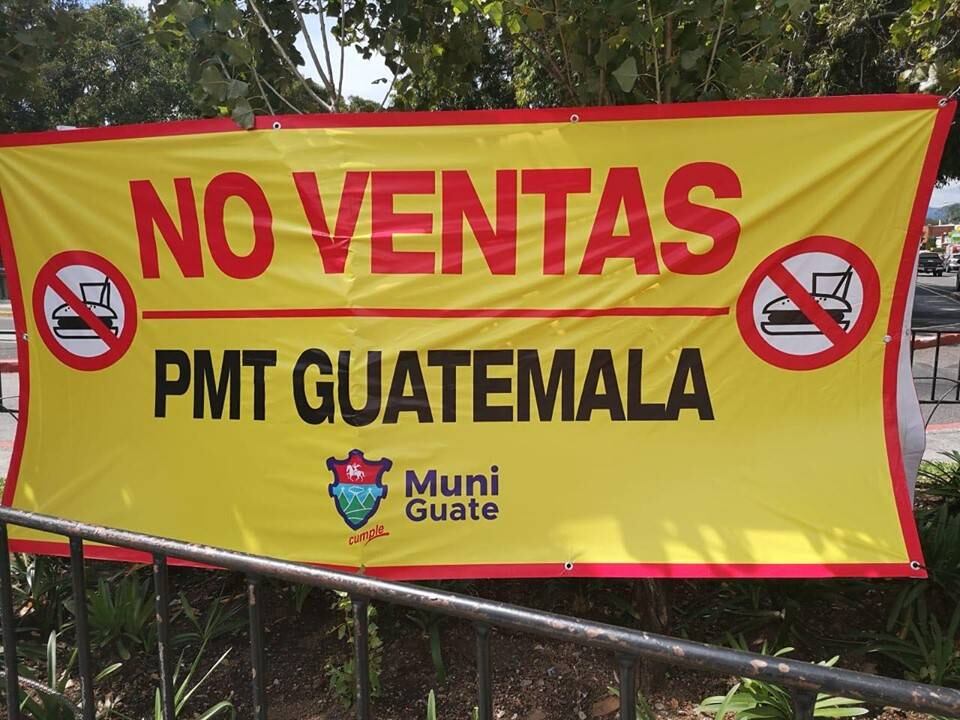 NO VENTAS
PMT GUATEMALA
Muni
Guate
cumple